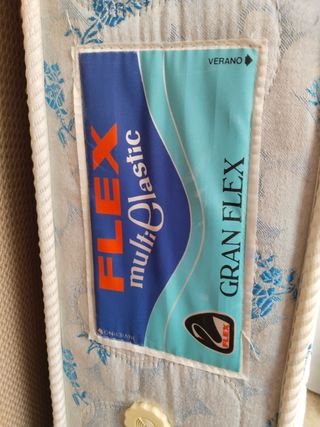 VERANO
FLEX
multielastic
GRAN FLEX
FLEX